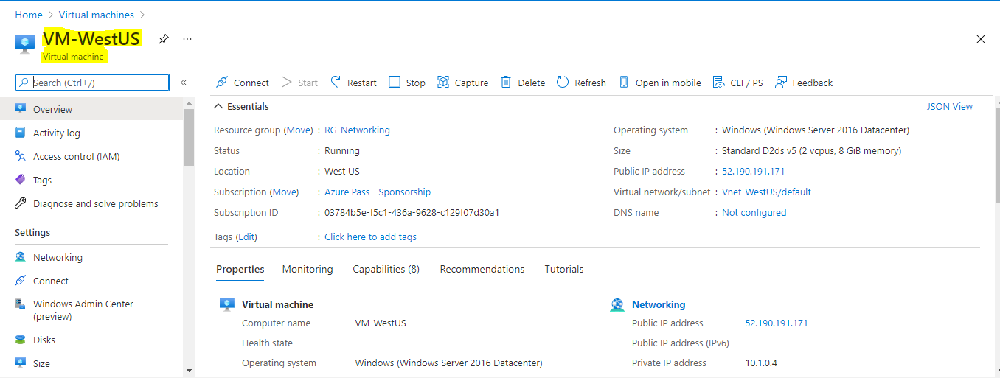 Home > Virtual machines >
VM-WestUS
Virtual machine
Search (Ctrl+/)
«
Overview
Activity log
Access control (IAM)
Tags
Diagnose and solve problems
Settings
Networking
Connect
Windows Admin Center
(preview)
Disks
Size
Connect Start Restart Stop Capture Delete Refresh Open in mobile CLI / PS Feedback
Essentials JSON View
Resource group (Move) : RG-Networking
Status : Running
Location : West US
Subscription (Move) : Azure Pass - Sponsorship
Subscription ID : 03784b5e-f5c1-436a-9628-c129f07d30a1
Tags (Edit) : Click here to add tags
Operating system : Windows (Windows Server 2016 Datacenter)
Size : Standard D2ds v5 (2 vcpus, 8 GiB memory)
Public IP address : 52.190.191.171
Virtual network/subnet : Vnet-WestUS/default
DNS name : Not configured
Properties Monitoring Capabilities (8) Recommendations Tutorials
Virtual machine
Computer name VM-WestUS
Health state -
Operating system Windows (Windows Server 2016 Datacenter)
Networking
Public IP address 52.190.191.171
Public IP address (IPv6) -
Private IP address 10.1.0.4